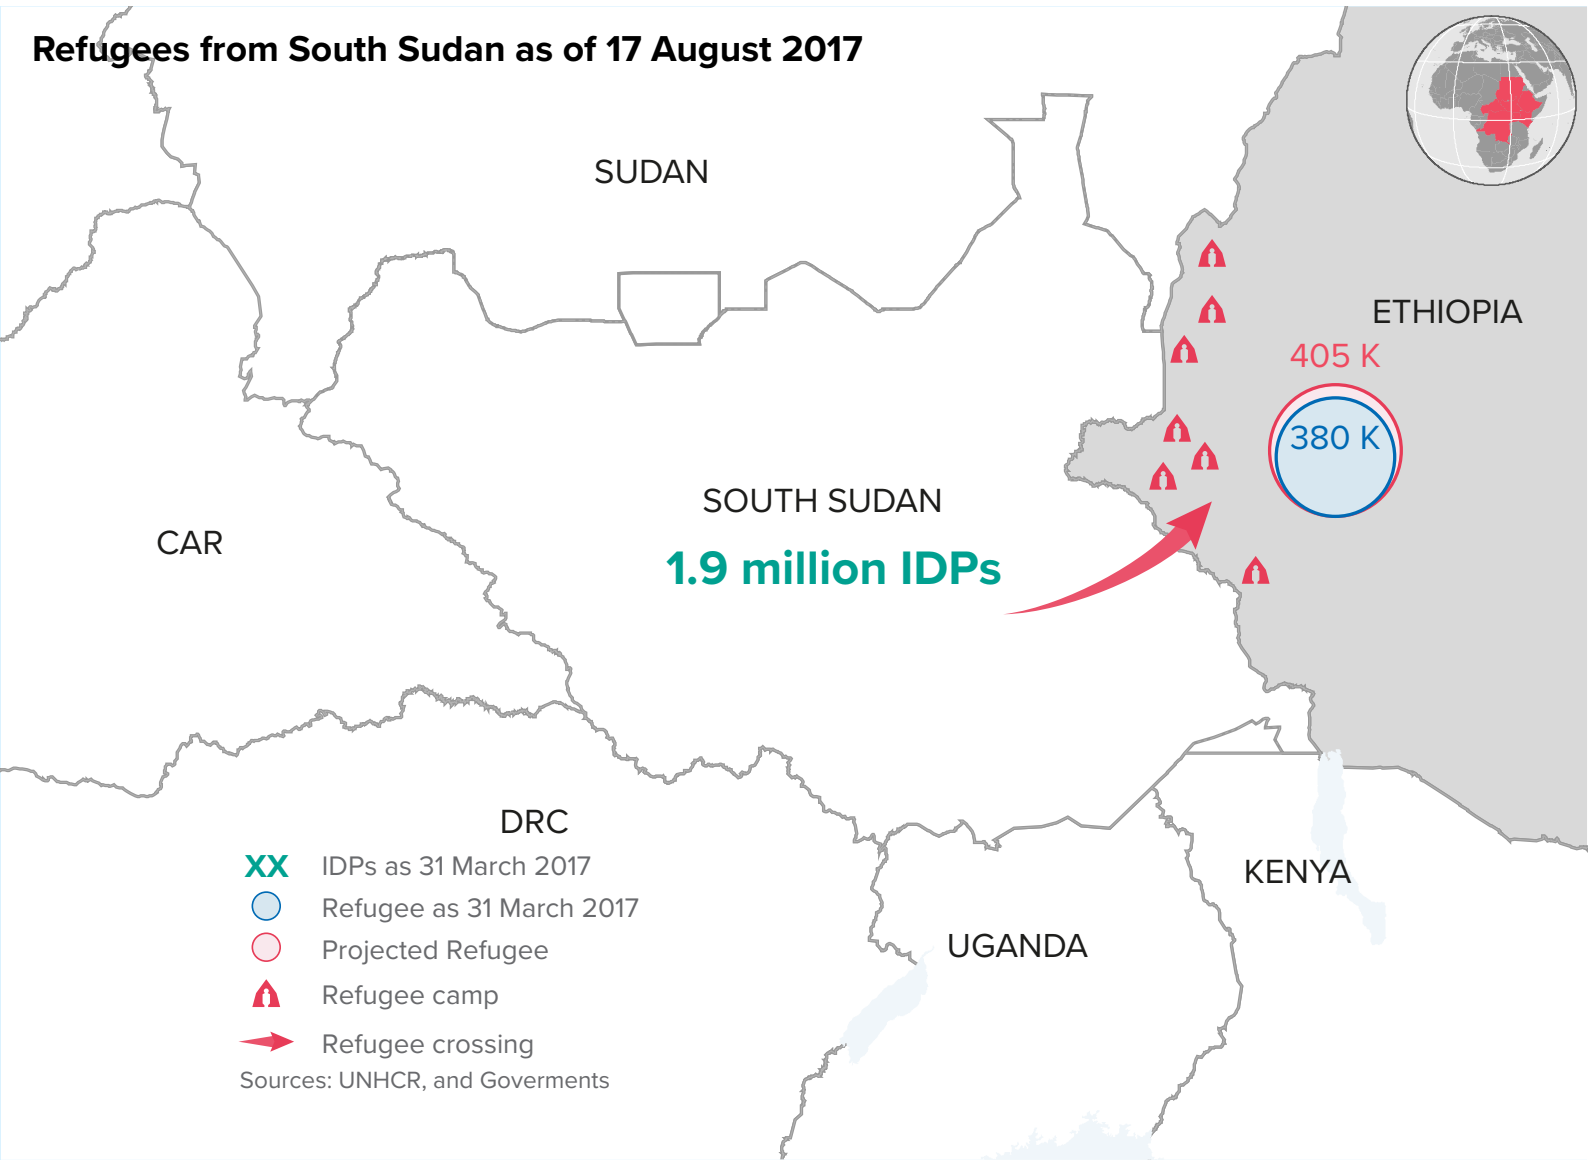 Refugees from South Sudan as of 17 August 2017
SUDAN
ETHIOPIA
405 K
380 K
SOUTH SUDAN
1.9 million IDPs
CAR
DRC
KENYA
UGANDA
XX IDPs as 31 March 2017
Refugee as 31 March 2017
Projected Refugee
Refugee camp
Refugee crossing
Sources: UNHCR, and Goverments